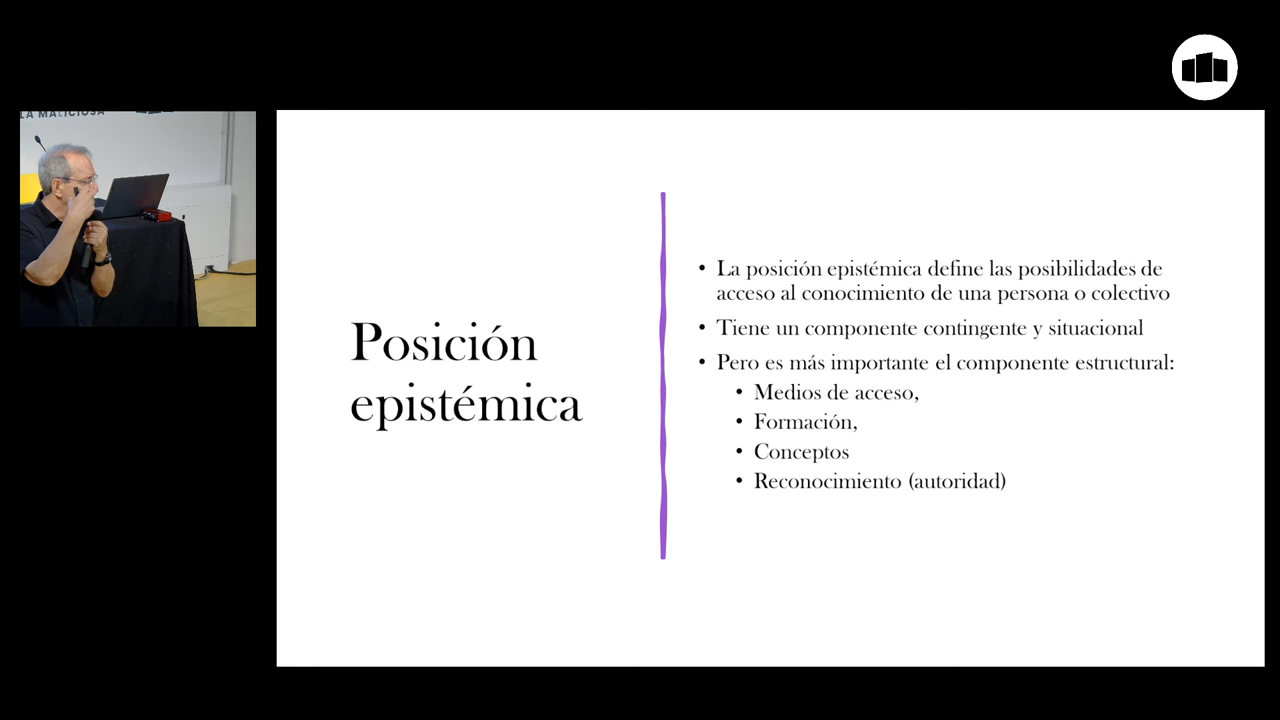 LA MALICIOSA
Posición
epistémica
• La posición epistémica define las posibilidades de
acceso al conocimiento de una persona o colectivo
• Tiene un componente contingente y situacional
• Pero es más importante el componente estructural:
• Medios de acceso,
• Formación,
• Conceptos
• Reconocimiento (autoridad)